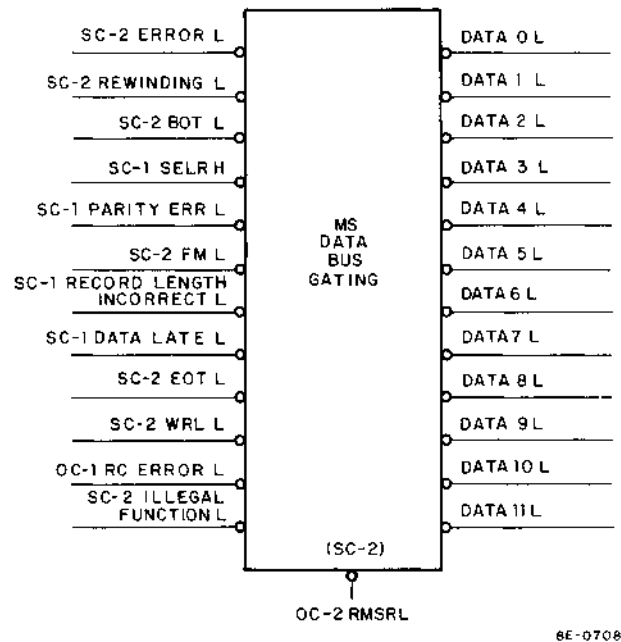 SC-2 ERROR L
SC-2 REWINDING L
SC-2 BOT L
SC-1 SELR H
SC-1 PARITY ERR L
SC-2 FM L
SC-1 RECORD LENGTH
INCORRECT L
SC-1 DATA LATE L
SC-2 EOT L
SC-2 WRL L
OC-1 RC ERROR L
SC-2 ILLEGAL
FUNCTION L
MS
DATA
BUS
GATING
(SC-2)
DATA 0 L
DATA 1 L
DATA 2 L
DATA 3 L
DATA 4 L
DATA 5 L
DATA 6 L
DATA 7 L
DATA 8 L
DATA 9 L
DATA 10 L
DATA 11 L
OC-2 RMSRL
8E-0708